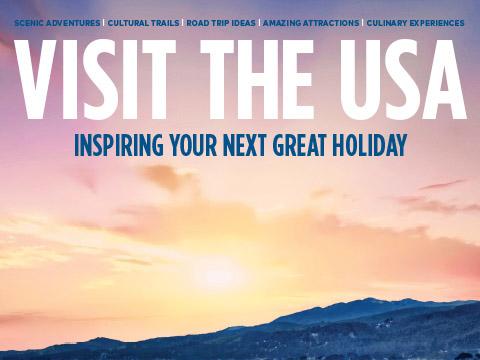 SCENIC ADVENTURES | CULTURAL TRAILS | ROAD TRIP IDEAS | AMAZING ATTRACTIONS | CULINARY EXPERIENCES
VISIT THE USA
INSPIRING YOUR NEXT GREAT HOLIDAY